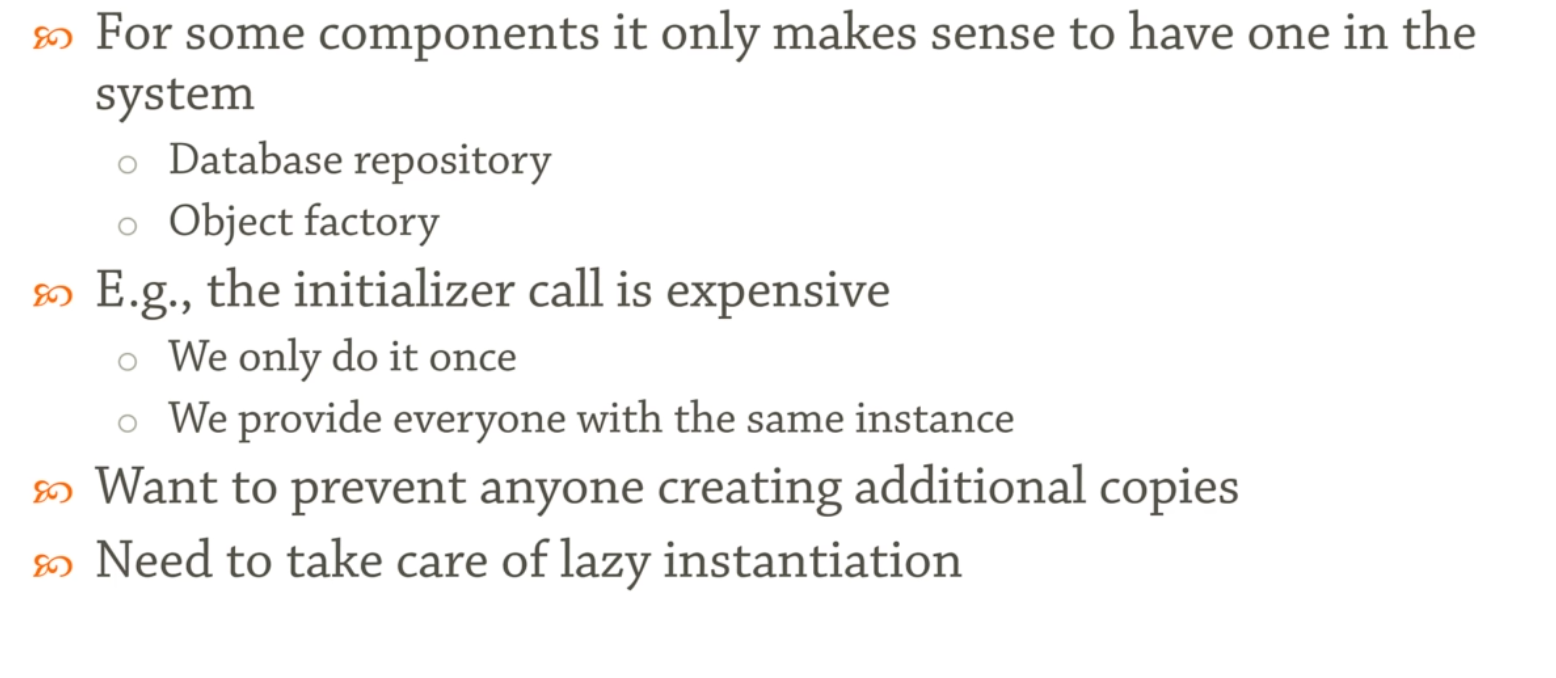 For some components it only makes sense to have one in the
system
Database repository
Object factory
E.g., the initializer call is expensive
We only do it once
We provide everyone with the same instance
Want to prevent anyone creating additional copies
Need to take care of lazy instantiation